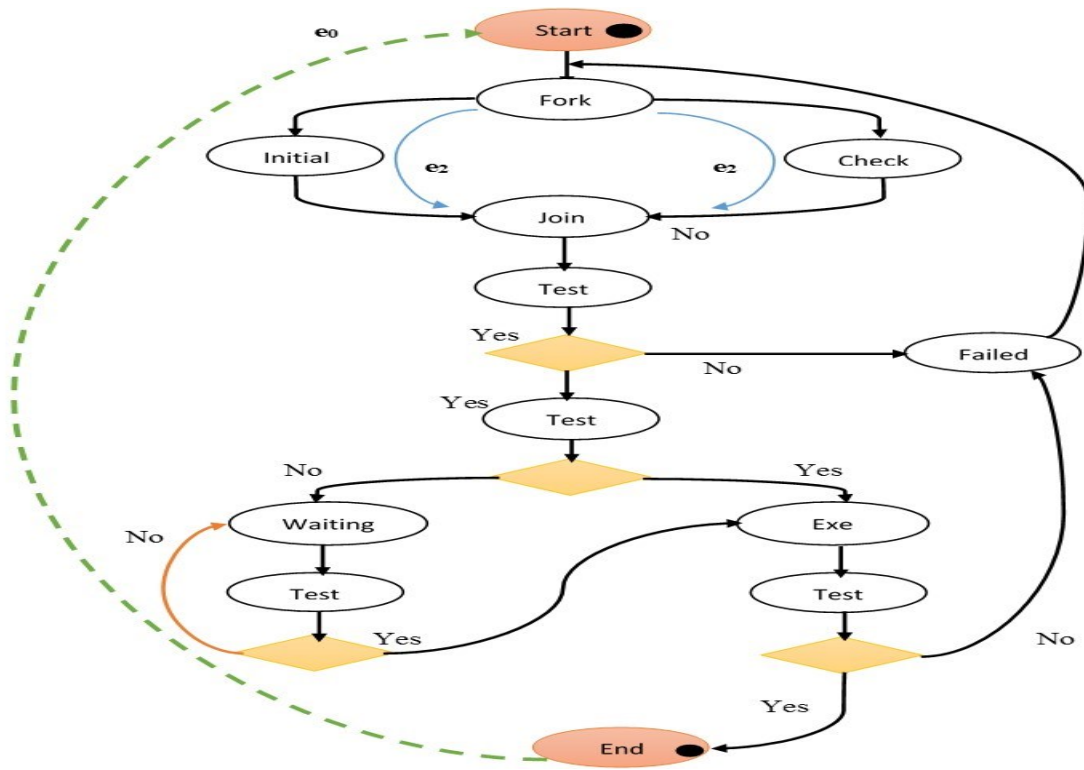 e₀
Start
Fork
Initial
e₂
e₂
Check
Join
No
Test
Yes
No
Failed
Yes
Test
No
Yes
Waiting
Exe
No
Test
Test
Yes
No
Yes
End